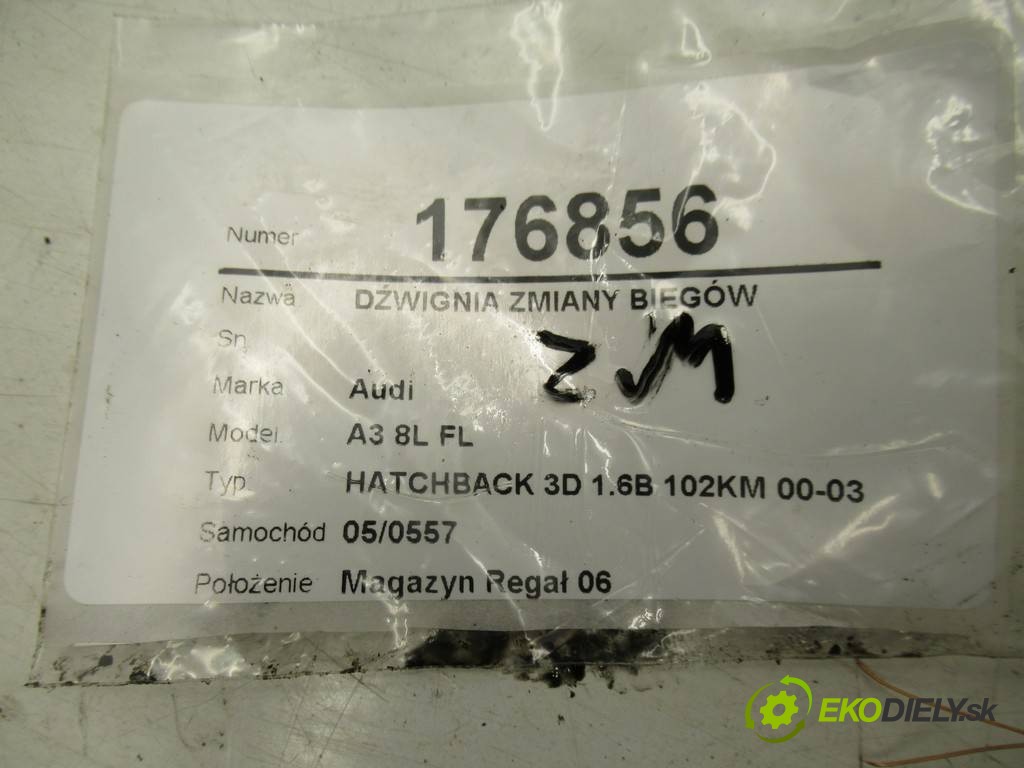 Numer 176856
Nazwa DŹWIGNIA ZMIANY BIEGÓW
Sn
ZM
Marka Audi
Model A3 8L FL
Typ HATCHBACK 3D 1.6B 102KM 00-03
Samochód 05/0557
Położenie Magazyn Regał 06
EKODIELY.sk